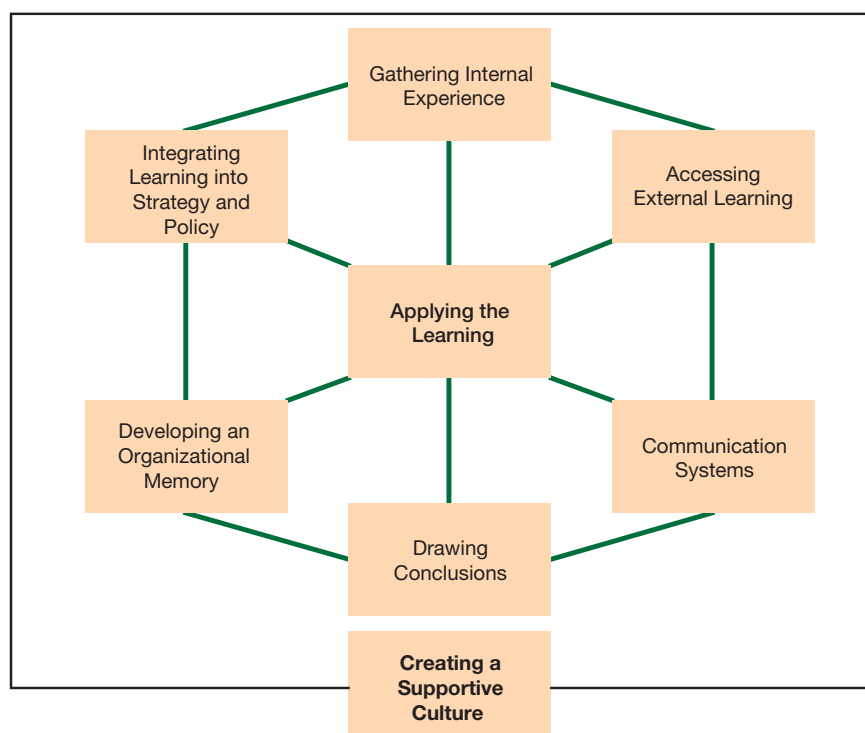 Gathering Internal
Experience
Integrating
Learning into
Strategy and
Policy
Accessing
External Learning
Applying the
Learning
Developing an
Organizational
Memory
Communication
Systems
Drawing
Conclusions
Creating a
Supportive
Culture